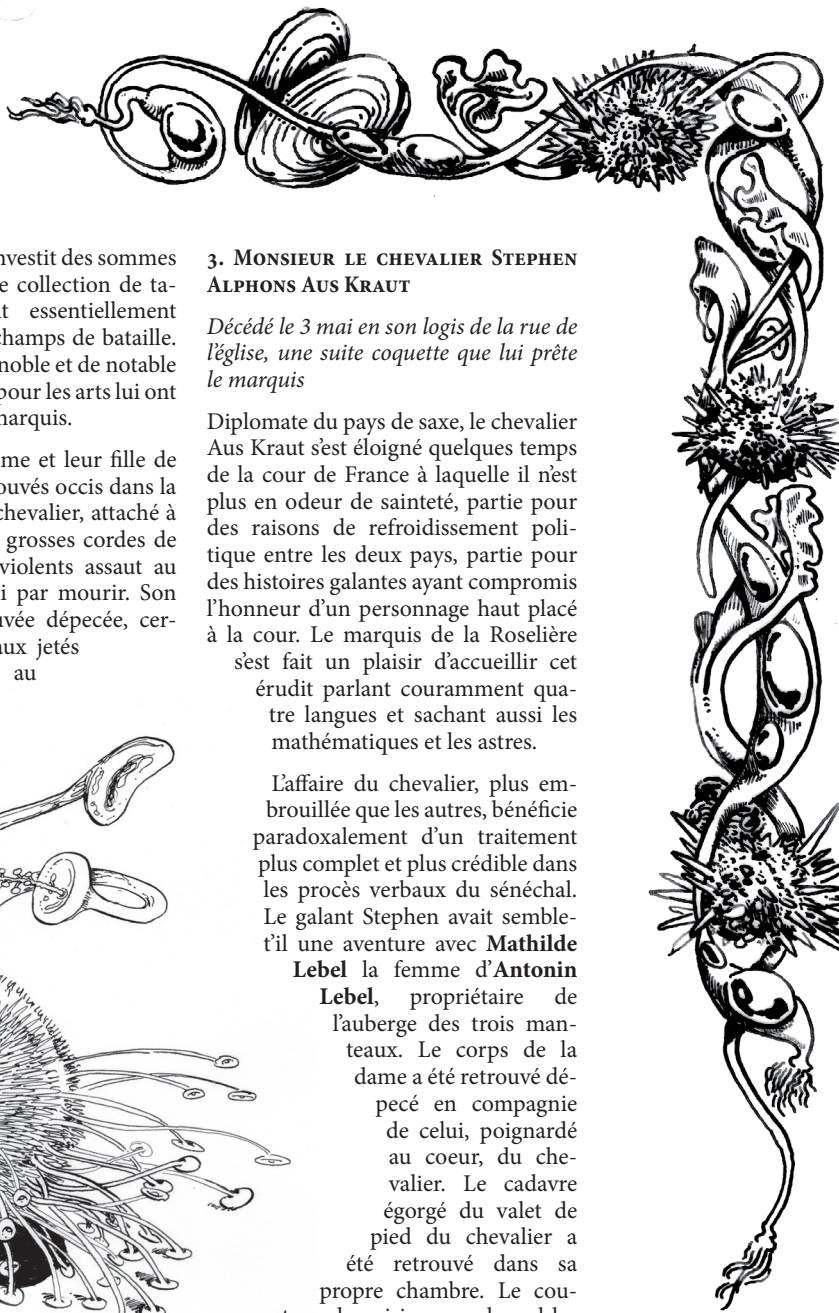 nvestit des sommes
e collection de ta-
t essentiellement
champs de bataille.
noble et de notable
pour les arts lui ont
narquis.
me et leur fille de
ouvés occis dans la
chevalier, attaché à
grosses cordes de
violents assaut au
i par mourir. Son
uvée dépecée, cer-
aux jetés
au
3. Monsieur le chevalier Stephen
Alphons Aus Kraut
Décédé le 3 mai en son logis de la rue de
l'église, une suite coquette que lui prête
le marquis
Diplomate du pays de saxe, le chevalier
Aus Kraut s'est éloigné quelques temps
de la cour de France à laquelle il n'est
plus en odeur de sainteté, partie pour
des raisons de refroidissement poli-
tique entre les deux pays, partie pour
des histoires galantes ayant compromis
l'honneur d'un personnage haut placé
à la cour. Le marquis de la Roselière
s'est fait un plaisir d'accueillir cet
érudit parlant couramment qua-
tre langues et sachant aussi les
mathématiques et les astres.
L'affaire du chevalier, plus em-
brouillée que les autres, bénéficie
paradoxalement d'un traitement
plus complet et plus crédible dans
les procès verbaux du sénéchal.
Le galant Stephen avait semble-
t'il une aventure avec Mathilde
Lebel la femme d'Antonin
Lebel, propriétaire de
l'auberge des trois man-
teaux. Le corps de la
dame a été retrouvé dé-
pecé en compagnie
de celui, poignardé
au coeur, du che-
valier. Le cadavre
égorgé du valet de
pied du chevalier a
été retrouvé dans sa
propre chambre. Le cou-